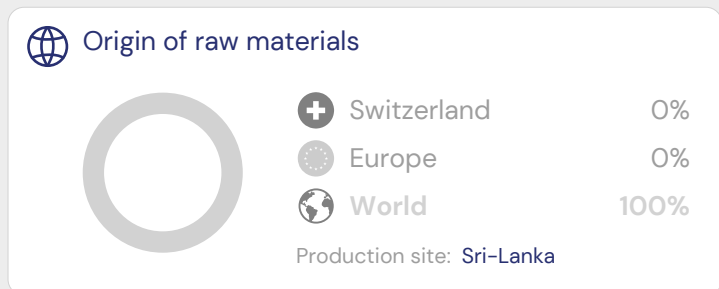 Origin of raw materials
Switzerland 0%
Europe 0%
World 100%
Production site: Sri-Lanka